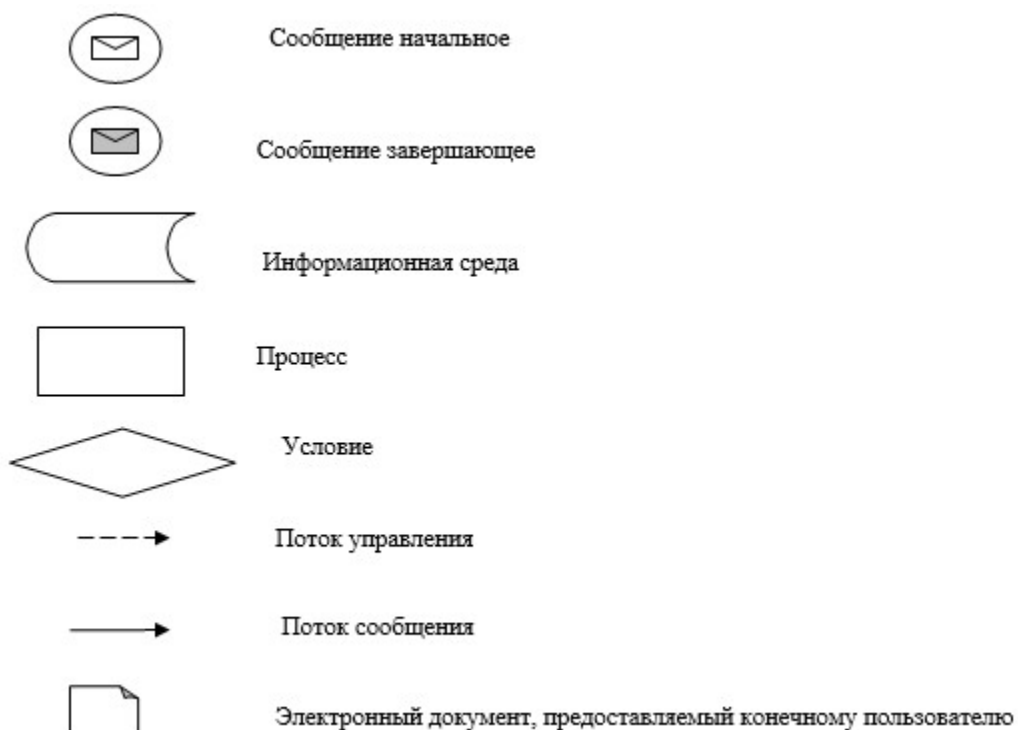 Сообщение начальное
Сообщение завершающее
Информационная среда
Процесс
Условие
Поток управления
Поток сообщения
Электронный документ, предоставляемый конечному пользователю